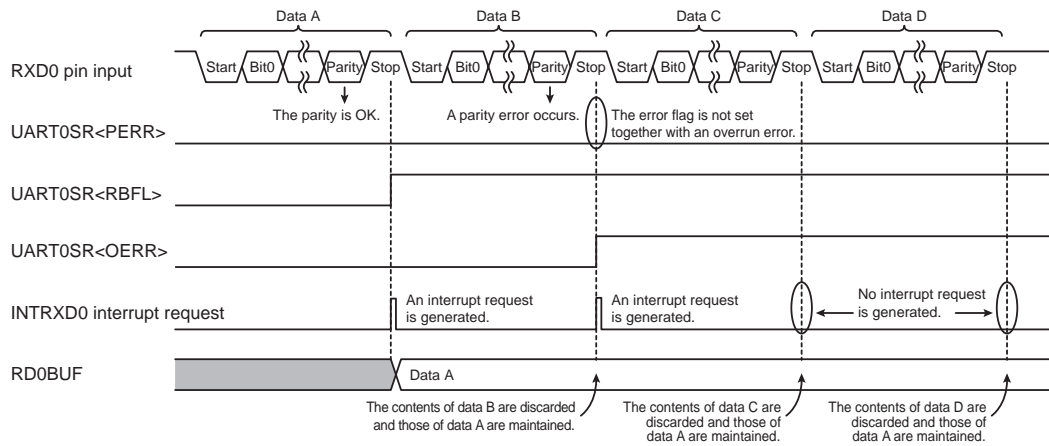 Data A
Data B
Data C
Data D
RXD0 pin input
Start Bit0 Parity Stop Start Bit0 Parity Stop Start Bit0 Parity Stop Start Bit0 Parity Stop
The parity is OK.
A parity error occurs.
The error flag is not set
together with an overrun error.
UART0SR<PERR>
UART0SR<RBFL>
UART0SR<OERR>
INTRXD0 interrupt request
An interrupt request
is generated.
An interrupt request
is generated.
No interrupt request
is generated.
RD0BUF
Data A
The contents of data B are discarded
and those of data A are maintained.
The contents of data C are
discarded and those of
data A are maintained.
The contents of data D are
discarded and those of
data A are maintained.